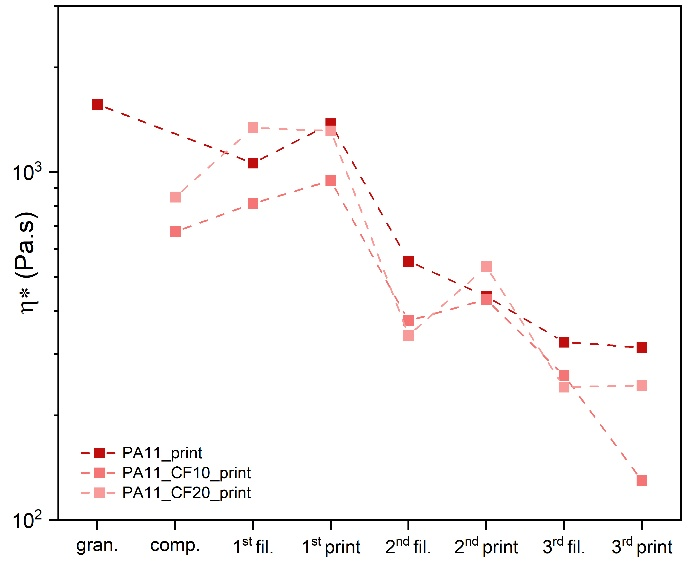 η* (Pa.s)
10³
10²
PA11_print
PA11_CF10_print
PA11_CF20_print
gran. comp. 1ˢᵗ fil. 1ˢᵗ print 2ⁿᵈ fil. 2ⁿᵈ print 3ʳᵈ fil. 3ʳᵈ print